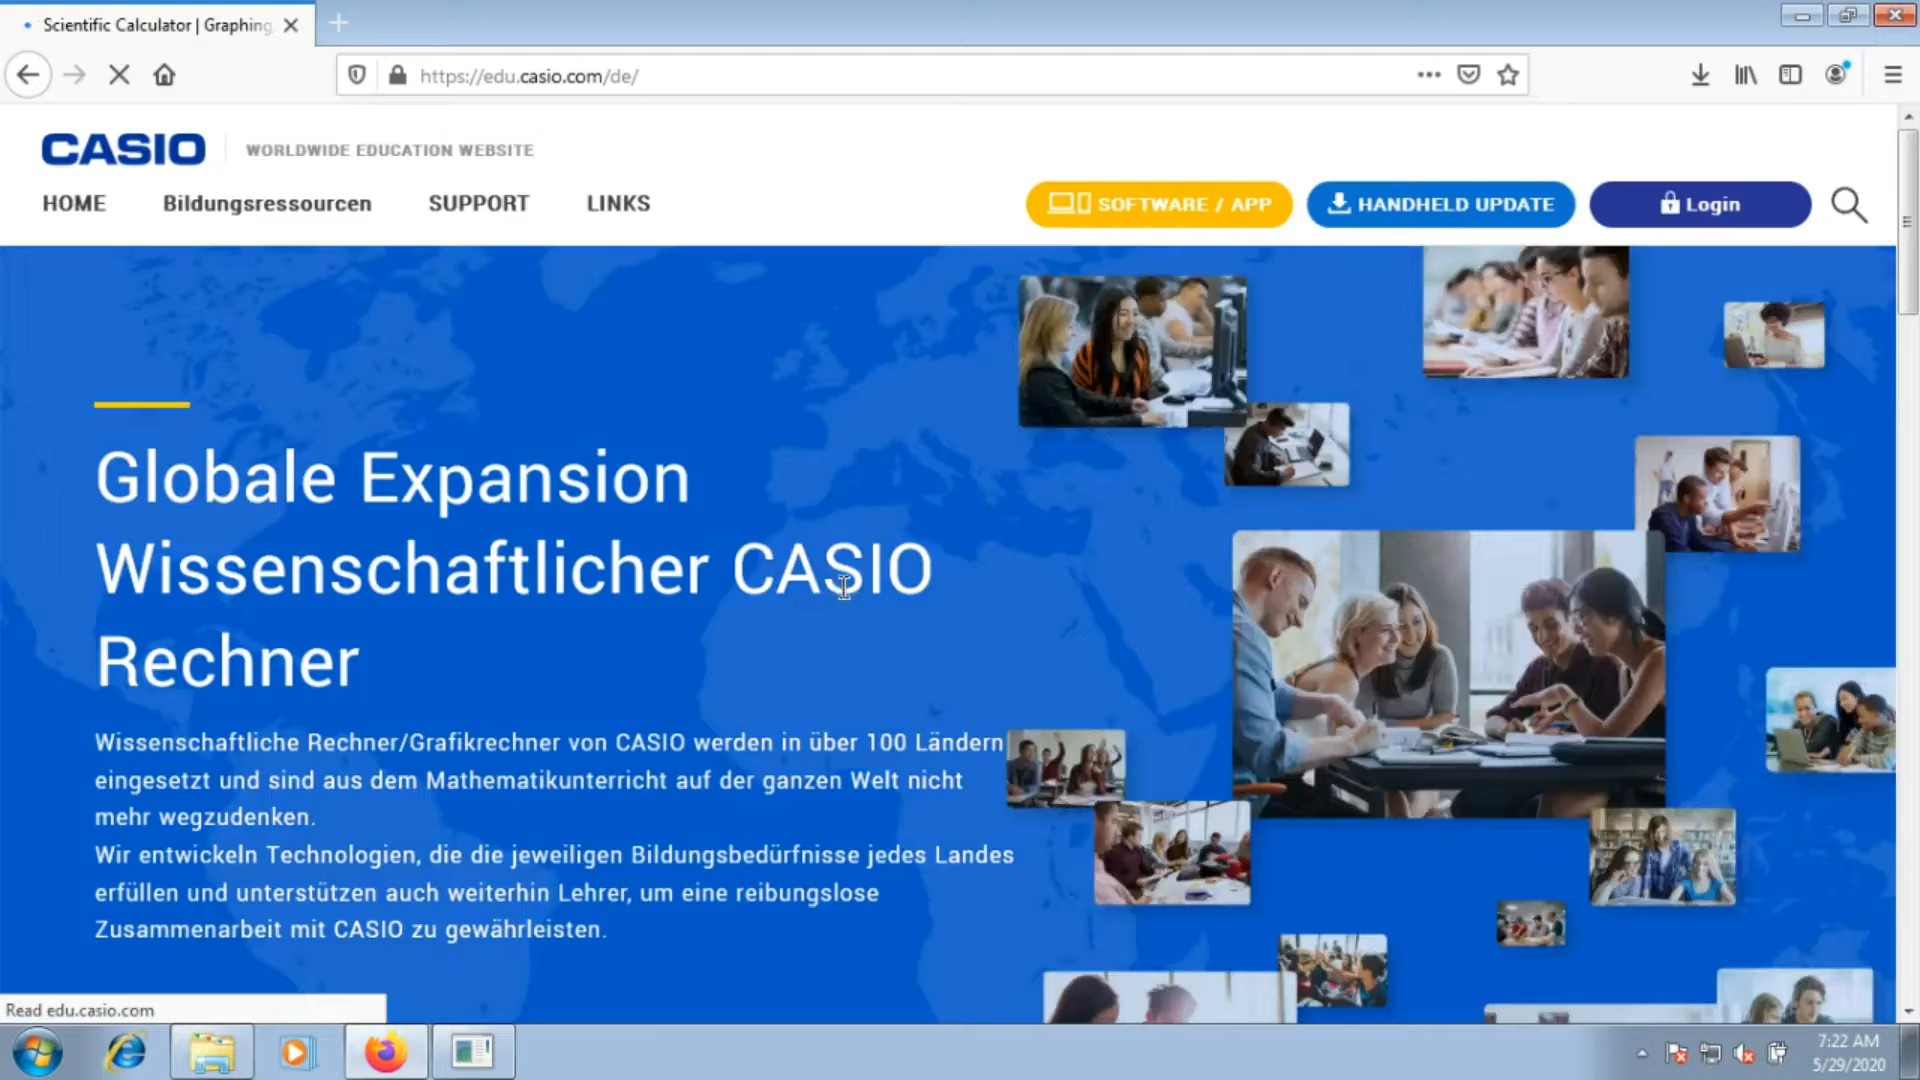 Scientific Calculator | Graphing
https://edu.casio.com/de/
CASIO
WORLDWIDE EDUCATION WEBSITE
HOME
Bildungsressourcen
SUPPORT
LINKS
SOFTWARE / APP
HANDHELD UPDATE
Login
Globale Expansion
Wissenschaftlicher CASIO
Rechner
Wissenschaftliche Rechner/Grafikrechner von CASIO werden in über 100 Ländern
eingesetzt und sind aus dem Mathematikunterricht auf der ganzen Welt nicht
mehr wegzudenken.
Wir entwickeln Technologien, die die jeweiligen Bildungsbedürfnisse jedes Landes
erfüllen und unterstützen auch weiterhin Lehrer, um eine reibungslose
Zusammenarbeit mit CASIO zu gewährleisten.
Read edu.casio.com
7:22 AM
5/29/2020